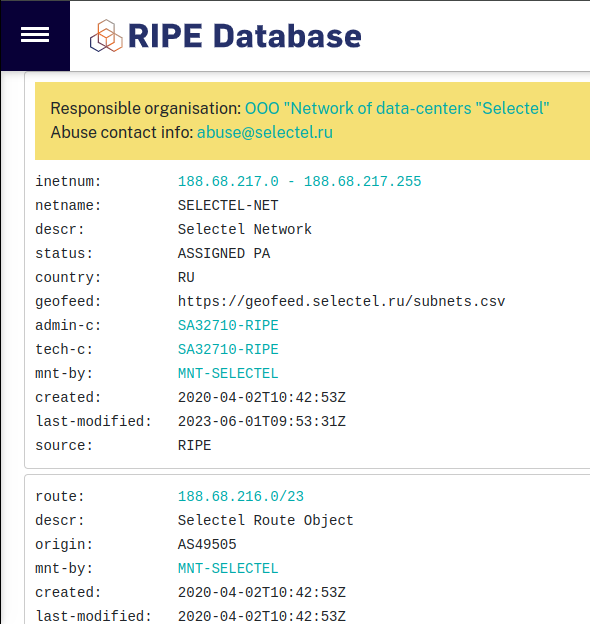 RIPE Database
Responsible organisation: OOO "Network of data-centers "Selectel"
Abuse contact info: abuse@selectel.ru
inetnum: 188.68.217.0 - 188.68.217.255
netname: SELECTEL-NET
descr: Selectel Network
status: ASSIGNED PA
country: RU
geofeed: https://geofeed.selectel.ru/subnets.csv
admin-c: SA32710-RIPE
tech-c: SA32710-RIPE
mnt-by: MNT-SELECTEL
created: 2020-04-02T10:42:53Z
last-modified: 2023-06-01T09:53:31Z
source: RIPE
route: 188.68.216.0/23
descr: Selectel Route Object
origin: AS49505
mnt-by: MNT-SELECTEL
created: 2020-04-02T10:42:53Z
last-modified: 2020-04-02T10:42:53Z